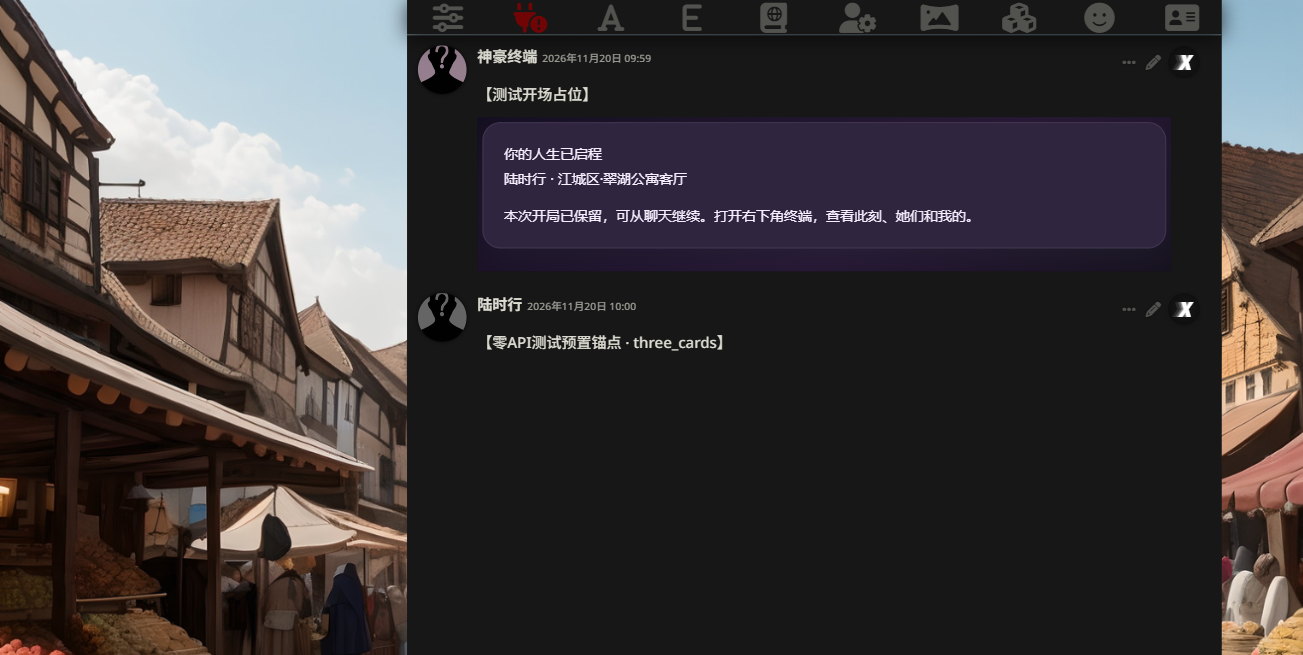 神豪终端 2026年11月20日 09:59
【测试开场占位】
你的人生已启程
陆时行 · 江城区·翠湖公寓客厅
本次开局已保留，可从聊天继续。打开右下角终端，查看此刻、她们和我的。
陆时行 2026年11月20日 10:00
【零API测试预置锚点 · three_cards】